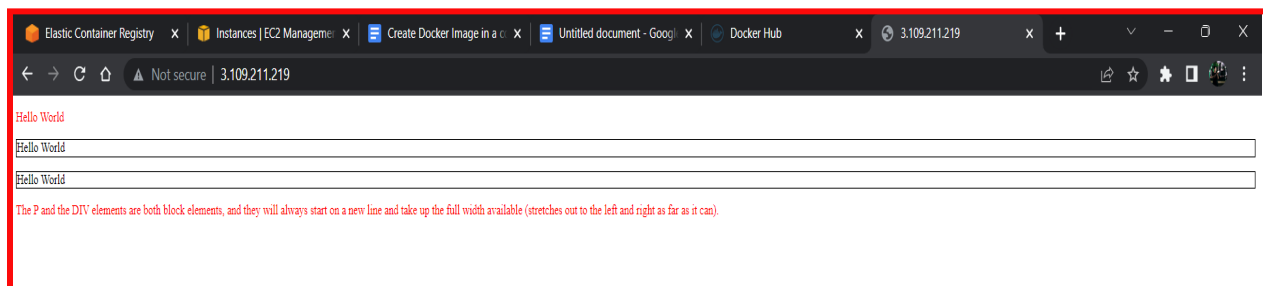 Elastic Container Registry
Instances | EC2 Managemer
Create Docker Image in a c
Untitled document - Googl
Docker Hub
3.109.211.219
Not secure | 3.109.211.219
Hello World
Hello World
Hello World
The P and the DIV elements are both block elements, and they will always start on a new line and take up the full width available (stretches out to the left and right as far as it can).